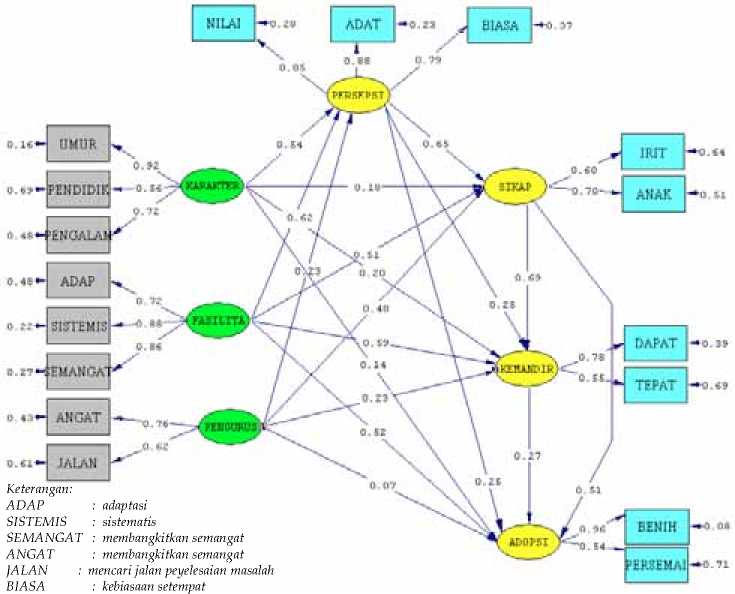 NILAI
0.28
ADAT
0.23
BIASA
0.37
0.85
0.88
0.79
PERSEPSI
0.16
UMUR
0.92
0.69
PENDIDIK
0.56
0.48
PENGALAM
0.72
KARAKTER
0.54
0.65
0.18
SIKAP
0.60
IRIT
0.64
0.70
ANAK
0.51
0.62
0.51
0.20
0.23
0.48
0.69
0.28
0.48
ADAP
0.72
0.22
SISTEMIS
0.88
0.27
SEMANGAT
0.86
FASILITA
0.59
0.14
KEMANDIR
0.78
DAPAT
0.39
0.55
TEPAT
0.69
0.43
ANGAT
0.76
0.61
JALAN
0.62
PENGURUS
0.23
0.52
0.07
0.25
0.27
0.51
ADOPSI
0.96
BENIH
0.08
0.54
PERSEMAI
0.71
Keterangan:
ADAP : adaptasi
SISTEMIS : sistematis
SEMANGAT : membangkitkan semangat
ANGAT : membangkitkan semangat
JALAN : mencari jalan peyelesaian masalah
BIASA : kebiasaan setempat